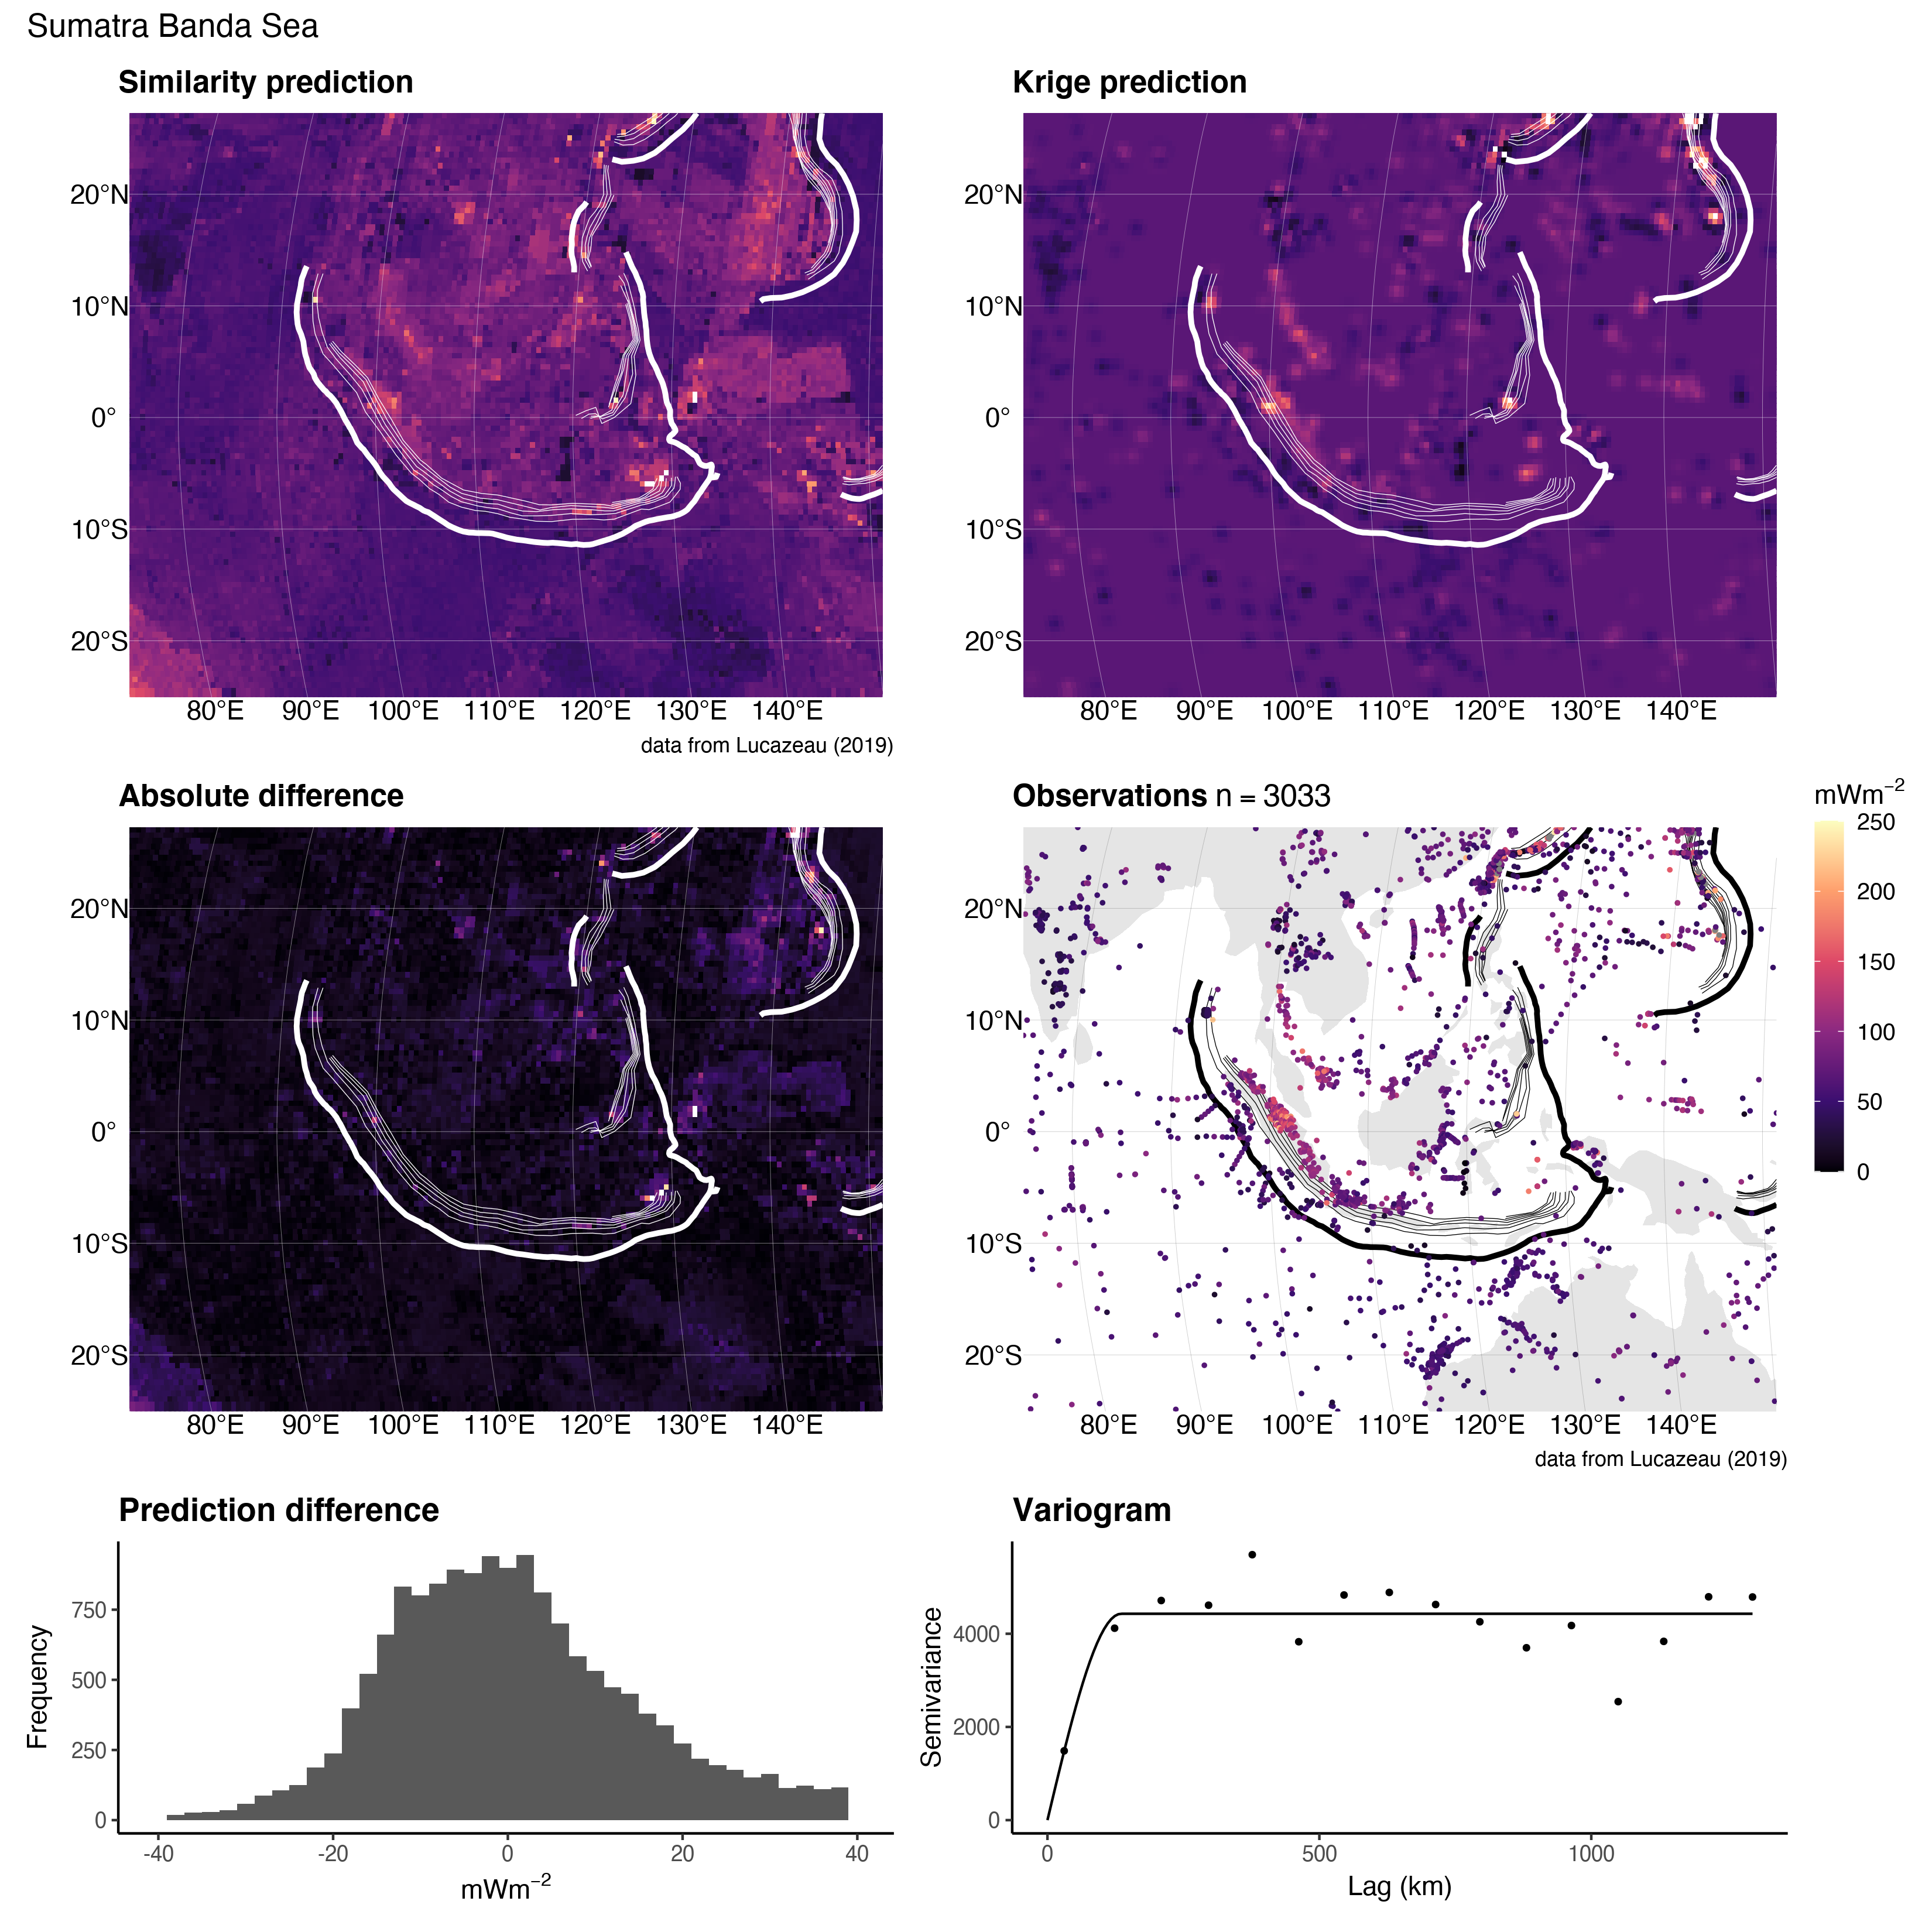 Sumatra Banda Sea
Similarity prediction
20°N
10°N
0°
10°S
20°S
80°E 90°E 100°E 110°E 120°E 130°E 140°E
data from Lucazeau (2019)
Krige prediction
20°N
10°N
0°
10°S
20°S
80°E 90°E 100°E 110°E 120°E 130°E 140°E
Absolute difference
20°N
10°N
0°
10°S
20°S
80°E 90°E 100°E 110°E 120°E 130°E 140°E
Observations n = 3033
20°N
10°N
0°
10°S
20°S
80°E 90°E 100°E 110°E 120°E 130°E 140°E
data from Lucazeau (2019)
mWm⁻²
250
200
150
100
50
0
Prediction difference
Frequency
750
500
250
0
-40 -20 0 20 40
mWm⁻²
Variogram
Semivariance
4000
2000
0
0 500 1000
Lag (km)